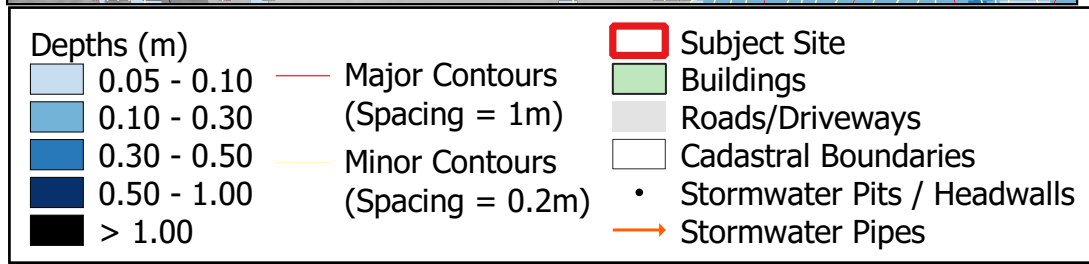 Depths (m)
0.05 - 0.10
0.10 - 0.30
0.30 - 0.50
0.50 - 1.00
> 1.00
Major Contours
(Spacing = 1m)
Minor Contours
(Spacing = 0.2m)
Subject Site
Buildings
Roads/Driveways
Cadastral Boundaries
Stormwater Pits / Headwalls
Stormwater Pipes